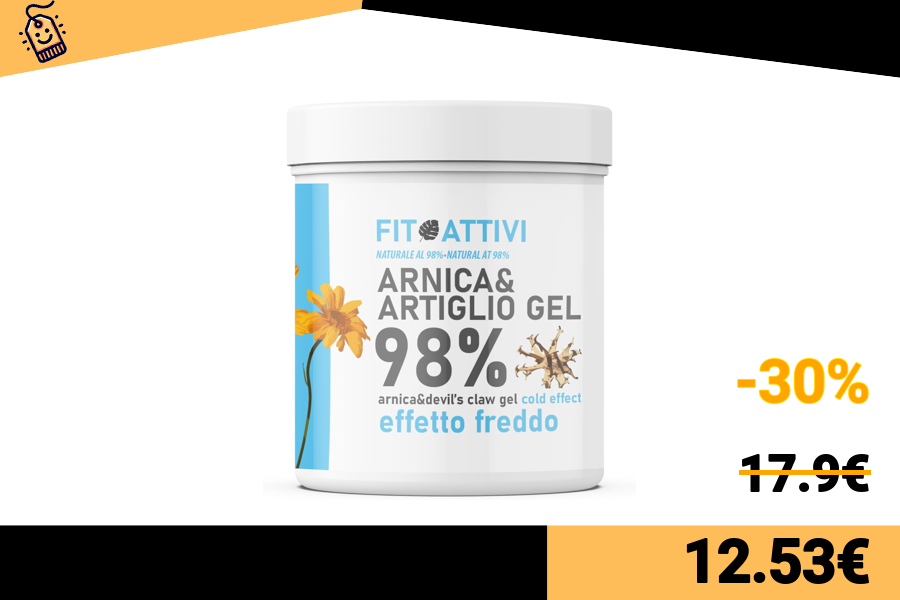 FIT ATTIVI
NATURALE AL 98%•NATURAL AT 98%
ARNICA&
ARTIGLIO GEL
98%
arnica&devil's claw gel cold effect
effetto freddo
-30%
17.9€
12.53€